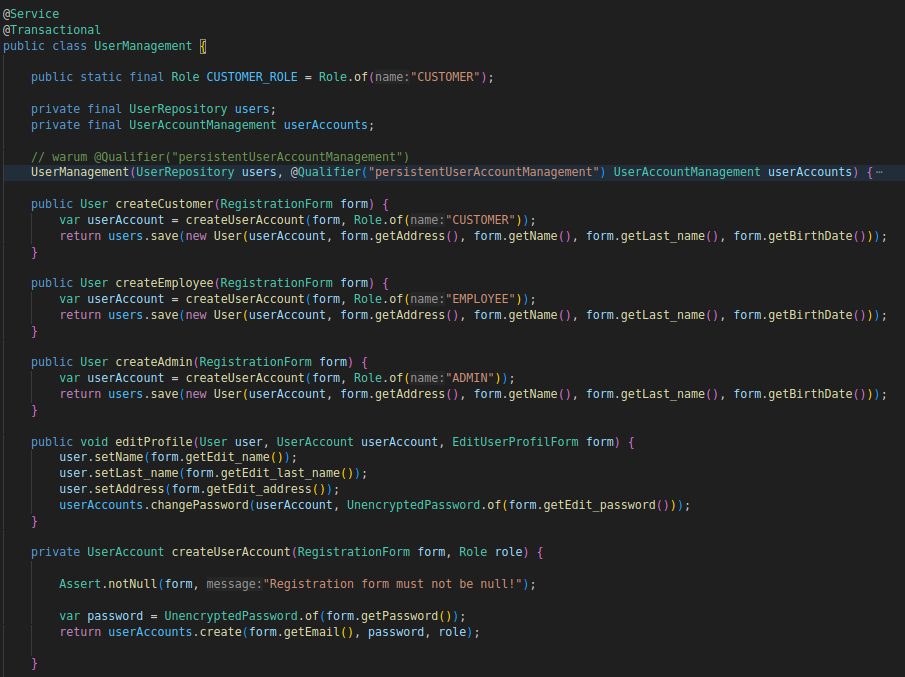 @Service
@Transactional
public class UserManagement {
public static final Role CUSTOMER_ROLE = Role.of(name:"CUSTOMER");
private final UserRepository users;
private final UserAccountManagement userAccounts;
// warum @Qualifier("persistentUserAccountManagement")
UserManagement(UserRepository users, @Qualifier("persistentUserAccountManagement") UserAccountManagement userAccounts) {⋯
public User createCustomer(RegistrationForm form) {
var userAccount = createUserAccount(form, Role.of(name:"CUSTOMER"));
return users.save(new User(userAccount, form.getAddress(), form.getName(), form.getLast_name(), form.getBirthDate()));
}
public User createEmployee(RegistrationForm form) {
var userAccount = createUserAccount(form, Role.of(name:"EMPLOYEE"));
return users.save(new User(userAccount, form.getAddress(), form.getName(), form.getLast_name(), form.getBirthDate()));
}
public User createAdmin(RegistrationForm form) {
var userAccount = createUserAccount(form, Role.of(name:"ADMIN"));
return users.save(new User(userAccount, form.getAddress(), form.getName(), form.getLast_name(), form.getBirthDate()));
}
public void editProfile(User user, UserAccount userAccount, EditUserProfilForm form) {
user.setName(form.getEdit_name());
user.setLast_name(form.getEdit_last_name());
user.setAddress(form.getEdit_address());
userAccounts.changePassword(userAccount, UnencryptedPassword.of(form.getEdit_password()));
}
private UserAccount createUserAccount(RegistrationForm form, Role role) {
Assert.notNull(form, message:"Registration form must not be null!");
var password = UnencryptedPassword.of(form.getPassword());
return userAccounts.create(form.getEmail(), password, role);
}